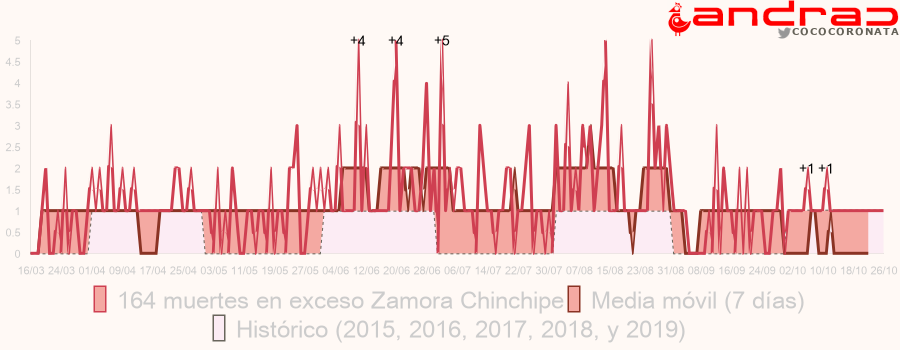 andrab
COCOCORONATA
+4 +4 +5
5
4.5
4
3.5
3
2.5
2
+1 +1
1.5
1
0.5
0
16/03 24/03 01/04 09/04 17/04 25/04 03/05 11/05 19/05 27/05 04/06 12/06 20/06 28/06 06/07 14/07 22/07 30/07 07/08 15/08 23/08 31/08 08/09 16/09 24/09 02/10 10/10 18/10 26/10
164 muertes en exceso Zamora Chinchipe Media móvil (7 días)
Histórico (2015, 2016, 2017, 2018, y 2019)